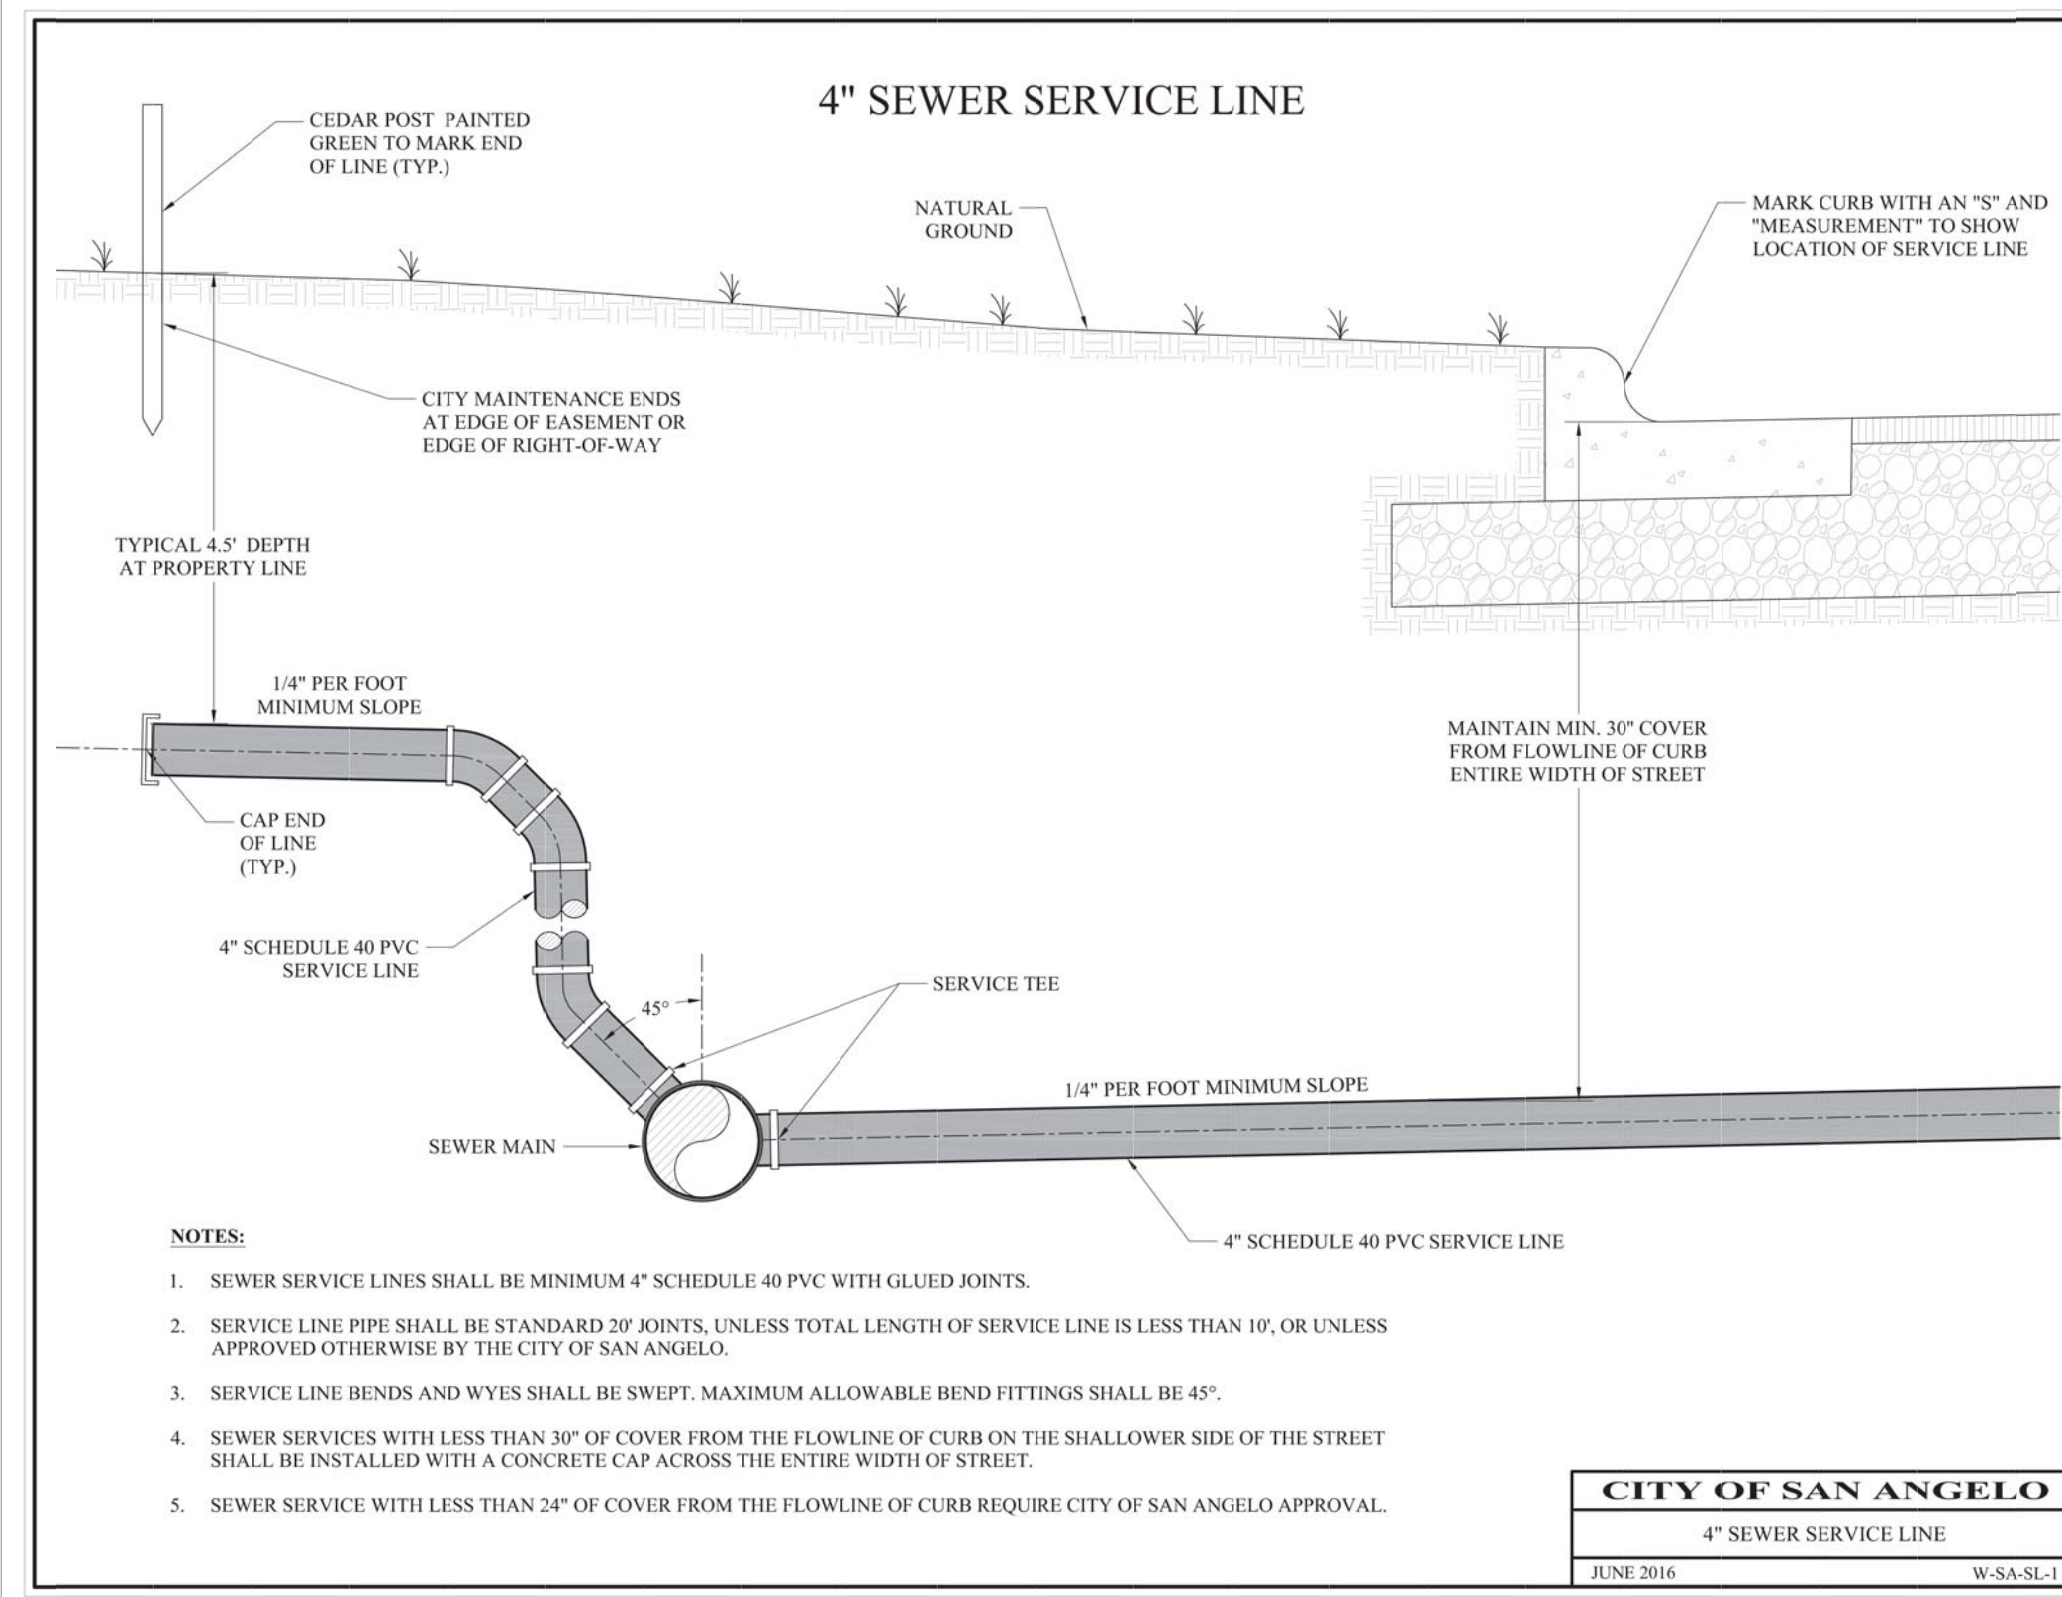 4" SEWER SERVICE LINE
CEDAR POST PAINTED
GREEN TO MARK END
OF LINE (TYP.)
NATURAL
GROUND
MARK CURB WITH AN "S" AND
"MEASUREMENT" TO SHOW
LOCATION OF SERVICE LINE
CITY MAINTENANCE ENDS
AT EDGE OF EASEMENT OR
EDGE OF RIGHT-OF-WAY
TYPICAL 4.5' DEPTH
AT PROPERTY LINE
1/4" PER FOOT
MINIMUM SLOPE
MAINTAIN MIN. 30" COVER
FROM FLOWLINE OF CURB
ENTIRE WIDTH OF STREET
CAP END
OF LINE
(TYP.)
4" SCHEDULE 40 PVC
SERVICE LINE
45°
SERVICE TEE
1/4" PER FOOT MINIMUM SLOPE
SEWER MAIN
4" SCHEDULE 40 PVC SERVICE LINE
NOTES:
1. SEWER SERVICE LINES SHALL BE MINIMUM 4" SCHEDULE 40 PVC WITH GLUED JOINTS.
2. SERVICE LINE PIPE SHALL BE STANDARD 20' JOINTS, UNLESS TOTAL LENGTH OF SERVICE LINE IS LESS THAN 10', OR UNLESS
APPROVED OTHERWISE BY THE CITY OF SAN ANGELO.
3. SERVICE LINE BENDS AND WYES SHALL BE SWEPT. MAXIMUM ALLOWABLE BEND FITTINGS SHALL BE 45°.
4. SEWER SERVICES WITH LESS THAN 30" OF COVER FROM THE FLOWLINE OF CURB ON THE SHALLOWER SIDE OF THE STREET
SHALL BE INSTALLED WITH A CONCRETE CAP ACROSS THE ENTIRE WIDTH OF STREET.
5. SEWER SERVICE WITH LESS THAN 24" OF COVER FROM THE FLOWLINE OF CURB REQUIRE CITY OF SAN ANGELO APPROVAL.
CITY OF SAN ANGELO
4" SEWER SERVICE LINE
JUNE 2016 W-SA-SL-1